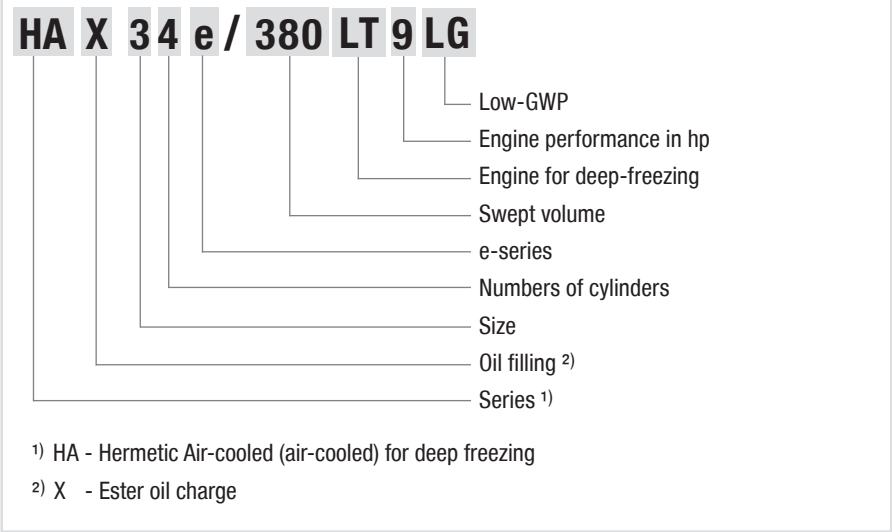 HA X 3 4 e / 380 LT 9 LG
Low-GWP
Engine performance in hp
Engine for deep-freezing
Swept volume
e-series
Numbers of cylinders
Size
Oil filling ²⁾
Series ¹⁾
¹⁾ HA - Hermetic Air-cooled (air-cooled) for deep freezing
²⁾ X - Ester oil charge